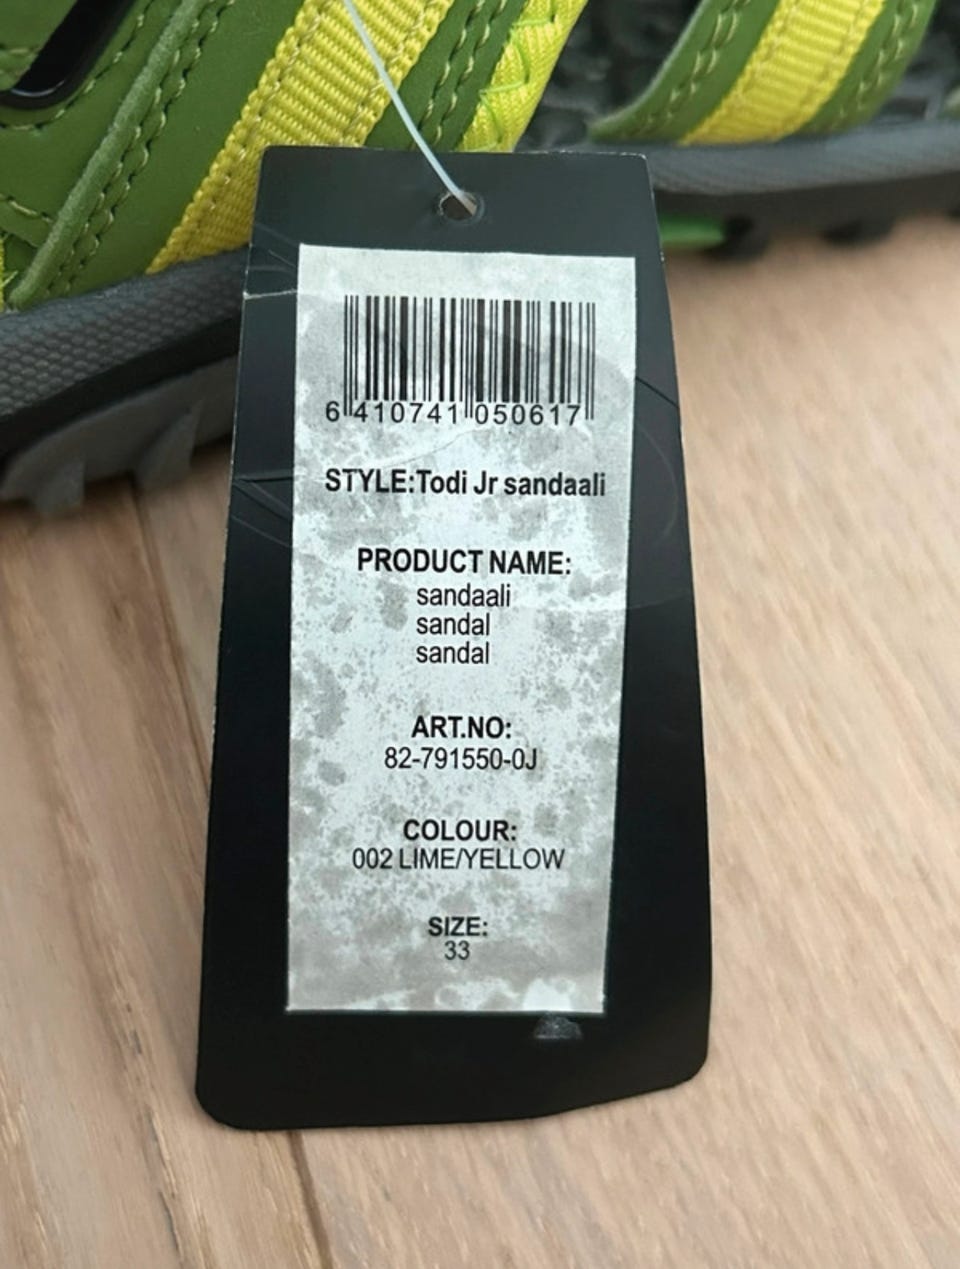 6 410741 050617
STYLE:Todi Jr sandaali
PRODUCT NAME:
sandaali
sandal
sandal
ART.NO:
82-791550-0J
COLOUR:
002 LIME/YELLOW
SIZE:
33